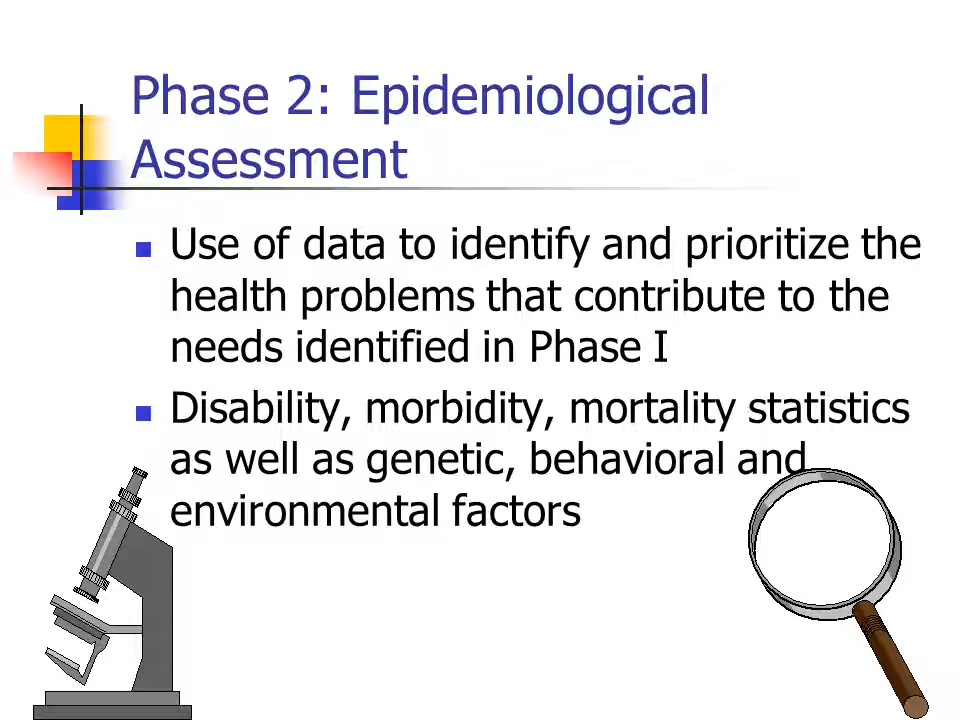 Phase 2: Epidemiological
Assessment
Use of data to identify and prioritize the
health problems that contribute to the
needs identified in Phase I
Disability, morbidity, mortality statistics
as well as genetic, behavioral and
environmental factors